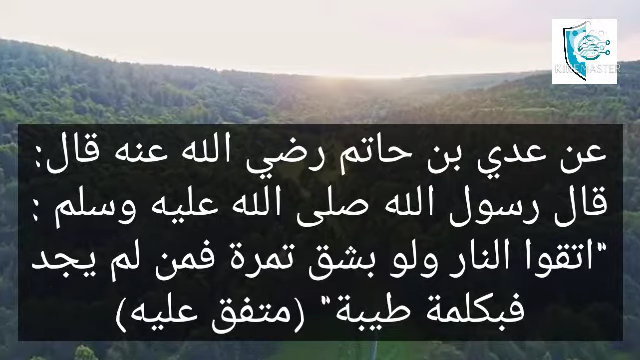 عن عدي بن حاتم رضي الله عنه قال:
قال رسول الله صلى الله عليه وسلم :
"اتقوا النار ولو بشق تمرة فمن لم يجد
فبكلمة طيبة" (متفق عليه)